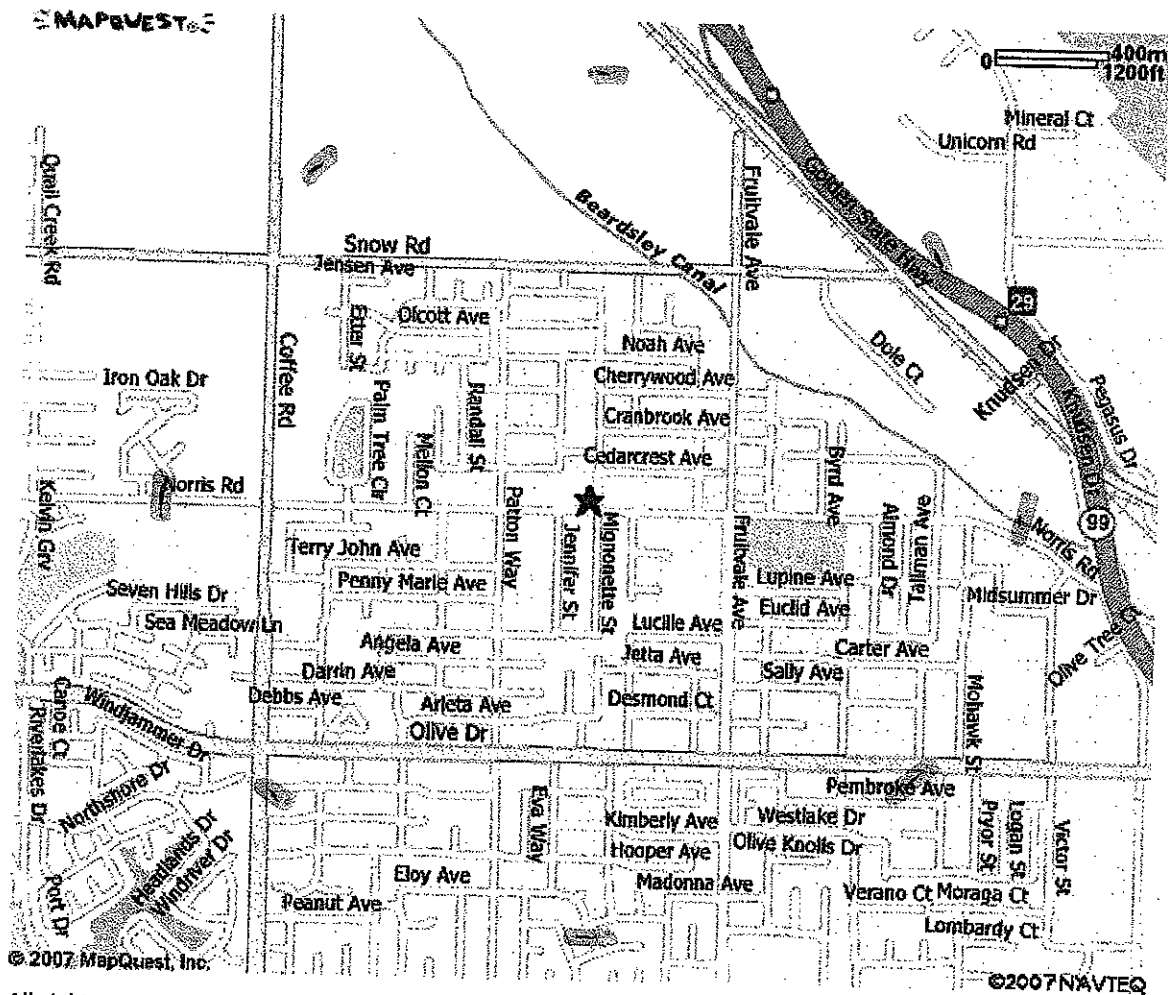 MAPQUEST
0 400m
1200ft
Mineral Ct
Unicorn Rd
Quail Creek Rd
Fruitvale Ave
Golden State Hwy
Beardsley Canal
Snow Rd
Jensen Ave
29
Etter St
Olcott Ave
Coffee Rd
Noah Ave
Dole Ct
Knudsen Dr
Pegasus Dr
Iron Oak Dr
Palm Tree Cir
Randall St
Cherrywood Ave
Knudsen Dr
Cranbrook Ave
Mellon Ct
Cedarcrest Ave
Byrd Ave
Norris Rd
Kelvin Grv
Patton Way
Jennifer St
Mignonette St
Fruitvale Ave
Almond Dr
Tallman Ave
99
Norris Rd
Terry John Ave
Penny Marie Ave
Lupine Ave
Seven Hills Dr
Euclid Ave
Midsummer Dr
Sea Meadow Ln
Lucille Ave
Angela Ave
Carter Ave
Jetta Ave
Olive Tree Ct
Darrin Ave
Sally Ave
Canoe Ct
Windjammer Dr
Debbs Ave
Arleta Ave
Desmond Ct
Mohawk St
Riverlakes Dr
Olive Dr
Northshore Dr
Pembroke Ave
Eva Way
Kimberly Ave
Westlake Dr
Pryor St
Logan St
Victor St
Headlands Dr
Windriver Dr
Hooper Ave
Olive Knolls Dr
Port Dr
Eloy Ave
Madonna Ave
Verano Ct
Moraga Ct
Peanut Ave
Lombardy Ct
© 2007 MapQuest, Inc.
©2007 NAVTEQ